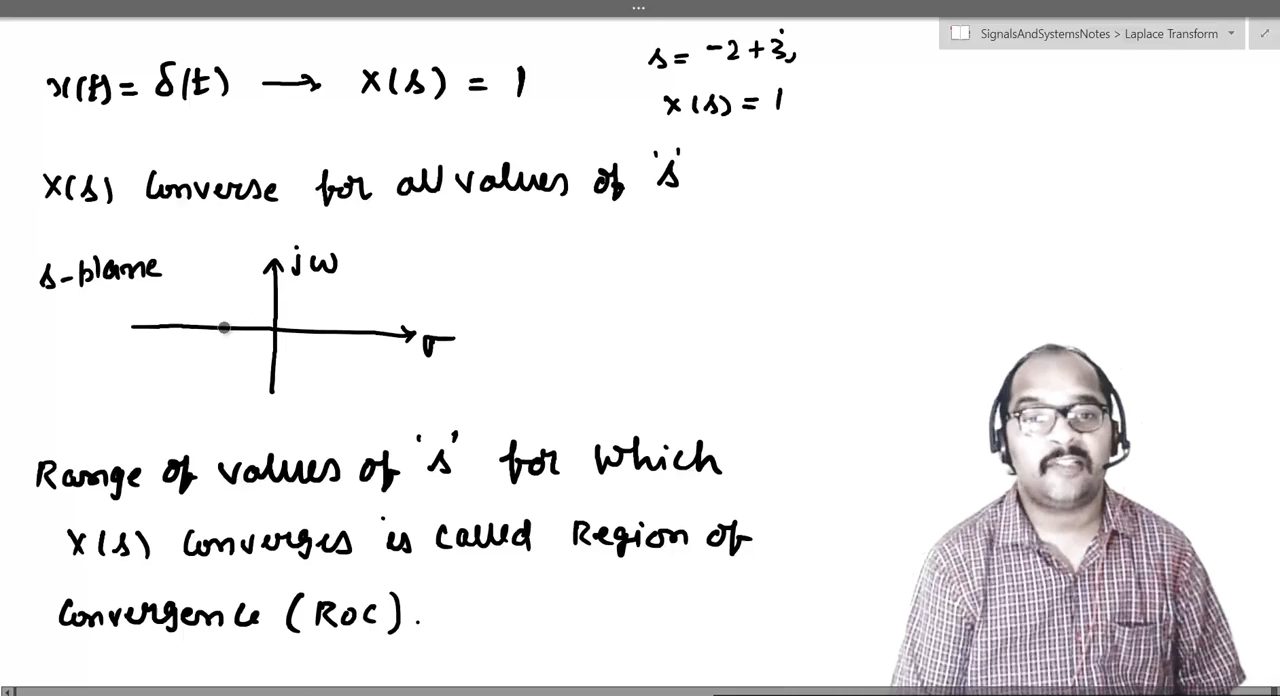 ...
SignalsAndSystemsNotes > Laplace Transform
x(t) = δ(t) → X(s) = 1
s = -2+3j,
X(s) = 1
X(s) Converse for all values of 's'
s-plane
jω
σ
Range of values of 's' for which
X(s) Converges is called Region of
Convergence (ROC).